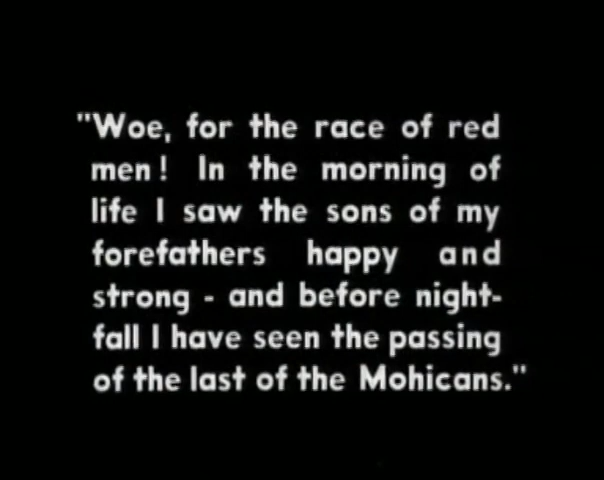 "Woe, for the race of red
men! In the morning of
life I saw the sons of my
forefathers happy and
strong - and before night-
fall I have seen the passing
of the last of the Mohicans."